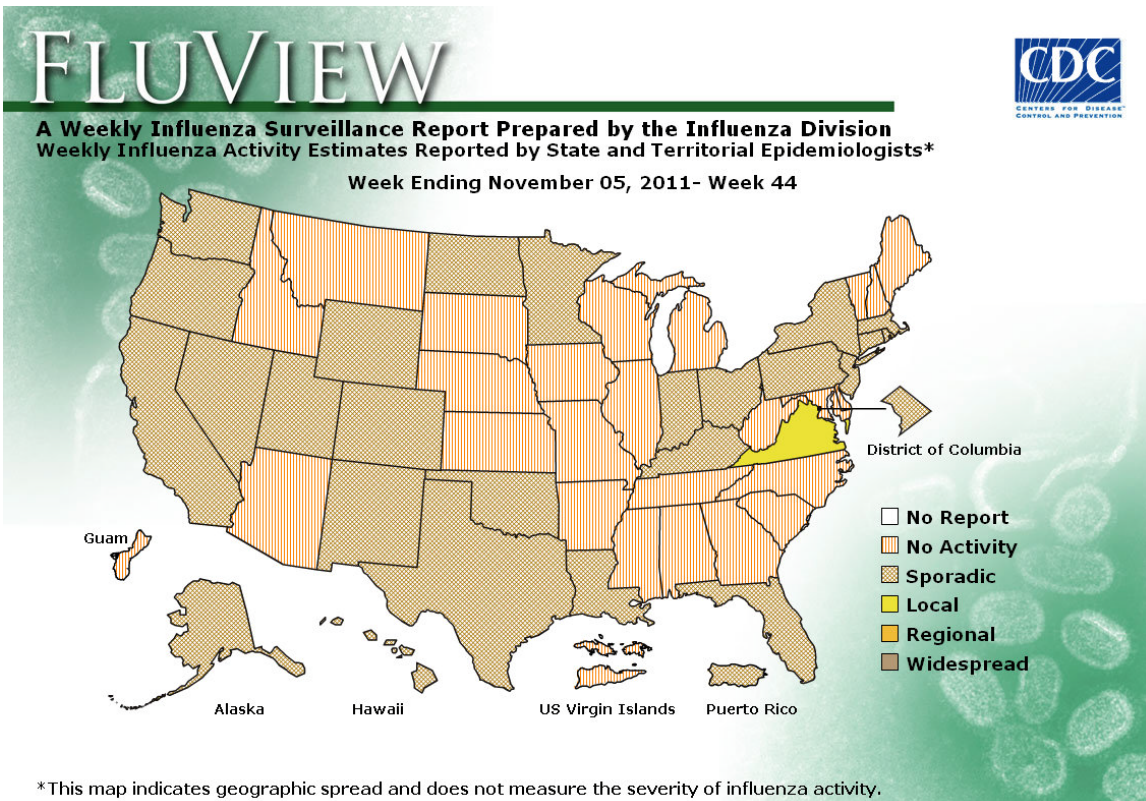 FLUVIEW
CDC
CENTERS FOR DISEASE™
CONTROL AND PREVENTION
A Weekly Influenza Surveillance Report Prepared by the Influenza Division
Weekly Influenza Activity Estimates Reported by State and Territorial Epidemiologists*
Week Ending November 05, 2011- Week 44
District of Columbia
No Report
No Activity
Sporadic
Local
Regional
Widespread
Guam
Alaska
Hawaii
US Virgin Islands
Puerto Rico
*This map indicates geographic spread and does not measure the severity of influenza activity.